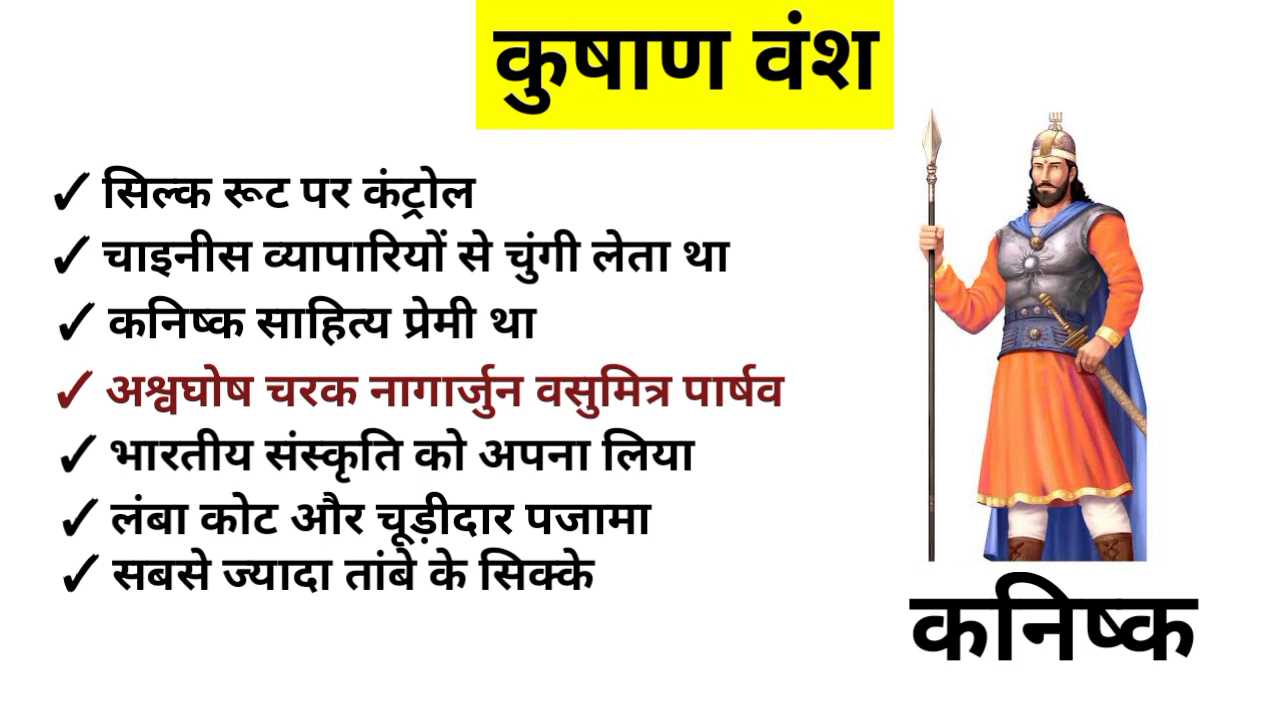 कुषाण वंश
✓ सिल्क रूट पर कंट्रोल
✓ चाइनीस व्यापारियों से चुंगी लेता था
✓ कनिष्क साहित्य प्रेमी था
✓ अश्वघोष चरक नागार्जुन वसुमित्र पार्षव
✓ भारतीय संस्कृति को अपना लिया
✓ लंबा कोट और चूड़ीदार पजामा
✓ सबसे ज्यादा तांबे के सिक्के
कनिष्क